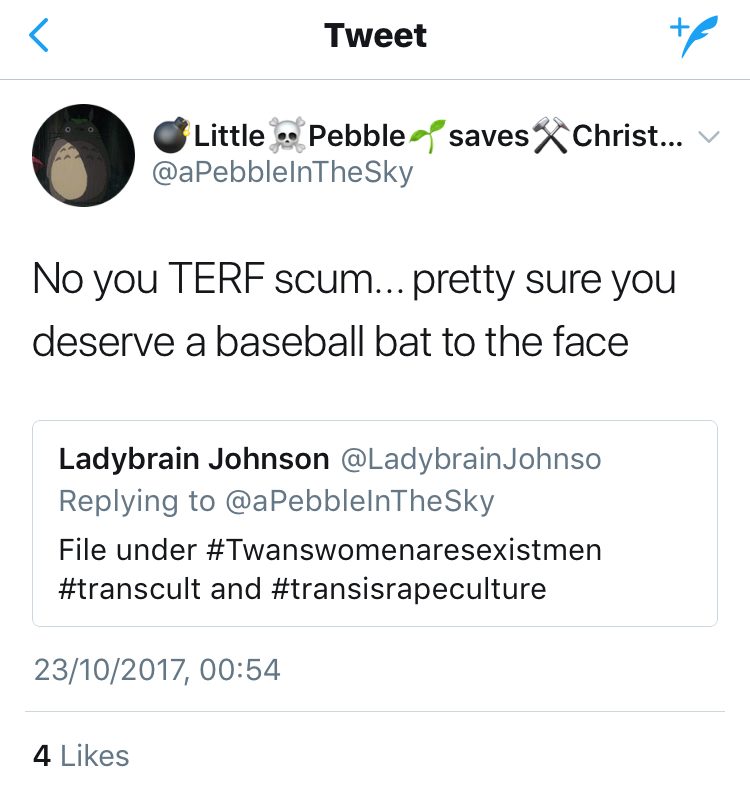 Tweet
💣Little☠️Pebble🌱saves⚒Christ...
@aPebbleInTheSky
No you TERF scum... pretty sure you
deserve a baseball bat to the face
Ladybrain Johnson @LadybrainJohnso
Replying to @aPebbleInTheSky
File under #Twanswomenaresexistmen
#transcult and #transisrapeculture
23/10/2017, 00:54
4 Likes